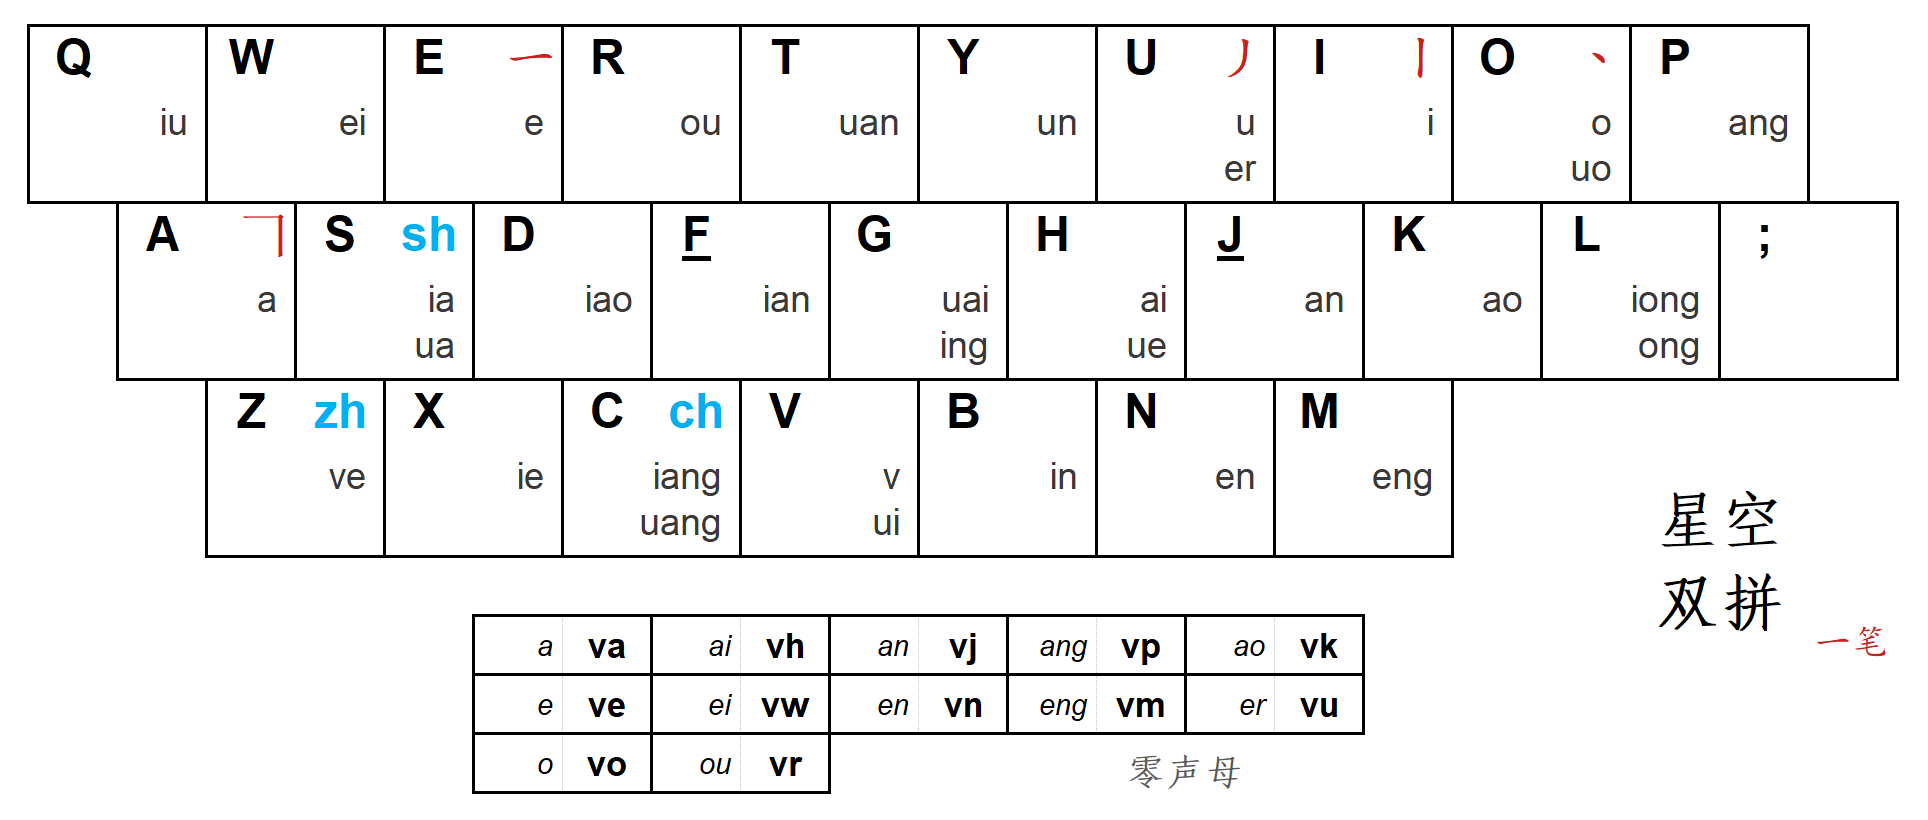 Q W E 一 R T Y U 丿 I 丨 O 丶 P
iu ei e ou uan un u i o ang
er uo
A 𠃍 S sh D F G H J K L ;
a ia iao ian uai ai an ao iong
ua ing ue ong
Z zh X C ch V B N M
ve ie iang v in en eng
uang ui
星空
双拼
一笔
a va ai vh an vj ang vp ao vk
e ve ei vw en vn eng vm er vu
o vo ou vr
零声母